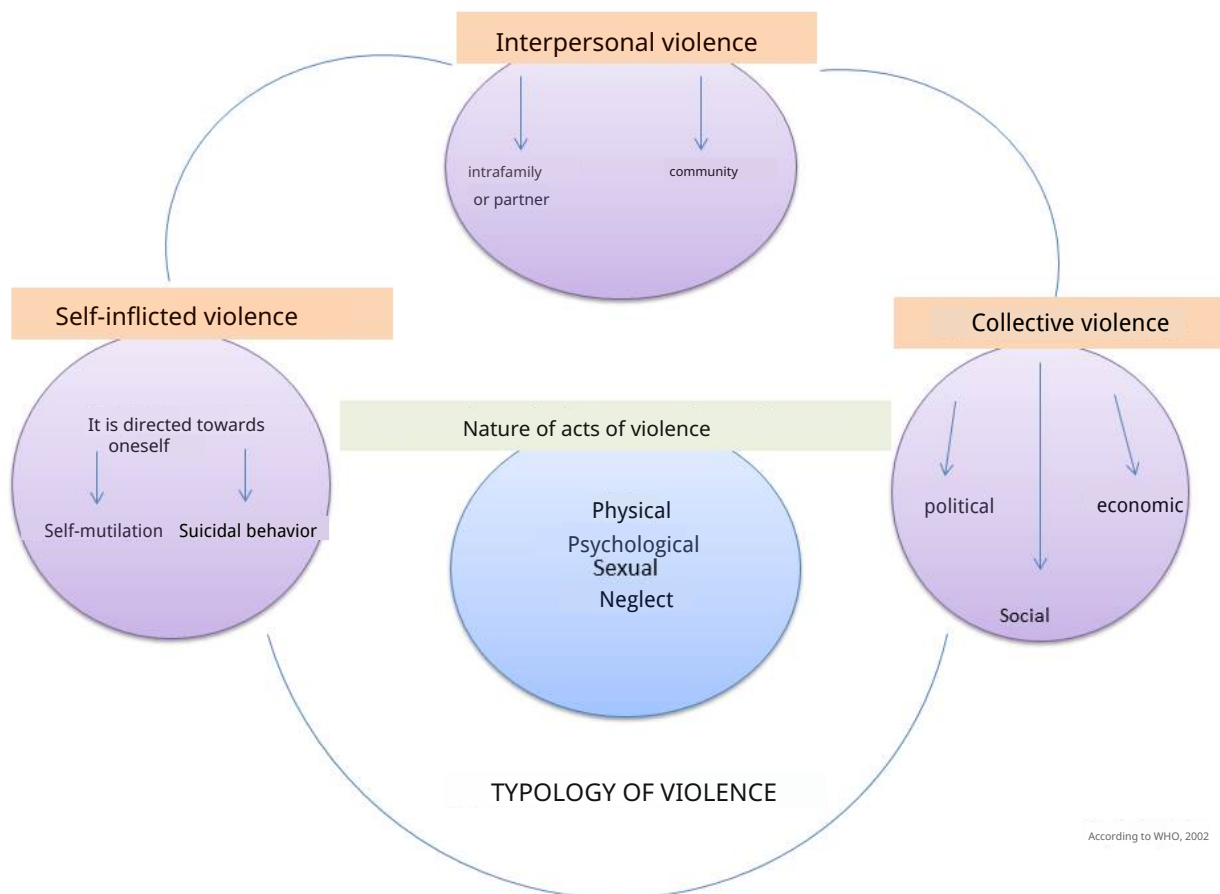 Interpersonal violence
intrafamily
or partner
community
Self-inflicted violence
It is directed towards
oneself
Self-mutilation
Suicidal behavior
Collective violence
political
economic
Social
Nature of acts of violence
Physical
Psychological
Sexual
Neglect
TYPOLOGY OF VIOLENCE
According to WHO, 2002